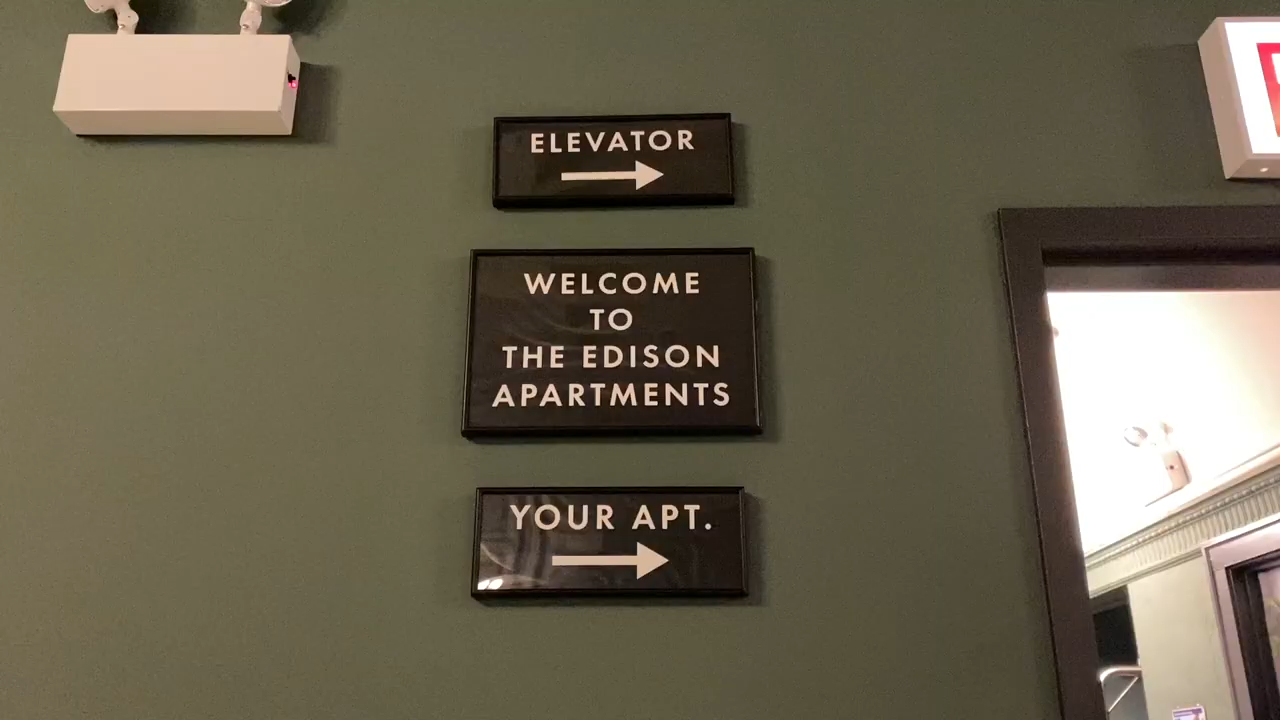 ELEVATOR
WELCOME
TO
THE EDISON
APARTMENTS
YOUR APT.